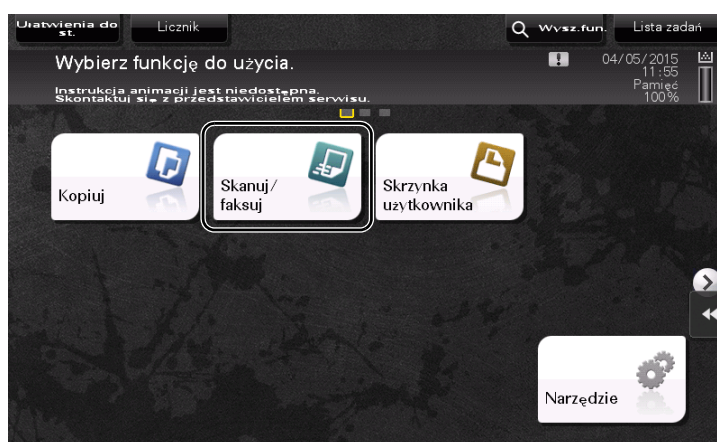 Ułatwienia do st.
Licznik
Wysz.fun.
Lista zadań
Wybierz funkcję do użycia.
04/05/2015
11:55
Instrukcja animacji jest niedostępna.
Skontaktuj się z przedstawicielem serwisu.
Pamięć
100%
Kopiuj
Skanuj/
faksuj
Skrzynka
użytkownika
Narzędzie